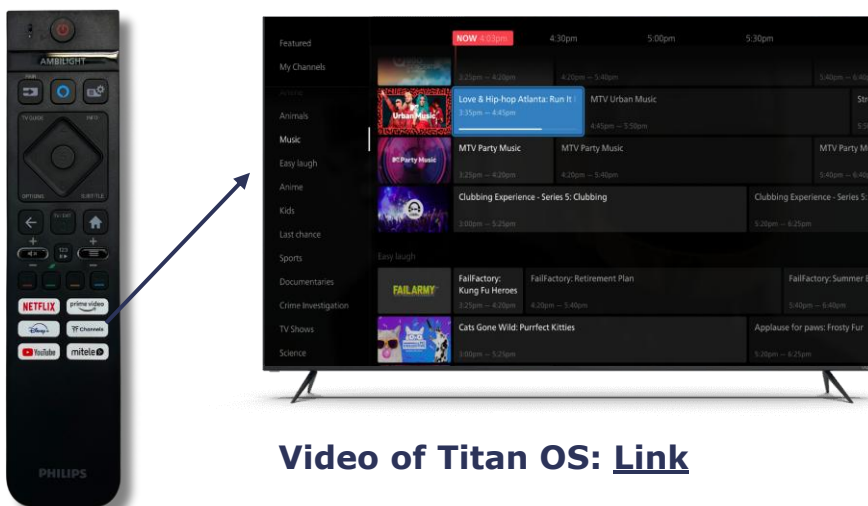 AMBILIGHT
PAIR
TV GUIDE
INFO
OPTIONS
SUBTITLE
TV · EXIT
123
NETFLIX
prime video
Disney+
Channels
YouTube
mitele
PHILIPS
NOW 4:03pm 4:30pm 5:00pm 5:30pm
Featured
My Channels
Animals
Music
Easy laugh
Anime
Kids
Last chance
Sports
Documentaries
Crime Investigation
TV Shows
Science
3:25pm — 4:20pm 4:20pm — 5:40pm 5:40pm — 6:40
Urban Music
Love & Hip-hop Atlanta: Run It
3:35pm — 4:45pm
MTV Urban Music
4:45pm — 5:50pm
Str
Party Music
MTV Party Music MTV Party Music MTV Party M
3:25pm — 4:20pm 4:20pm — 5:40pm 5:40pm — 6:40
Clubbing Experience - Series 5: Clubbing Clubbing Experience - Series 5:
3:00pm — 5:25pm 5:20pm — 6:25pm
Easy laugh
FAILARMY
FailFactory: Kung Fu Heroes
3:25pm — 4:20pm
FailFactory: Retirement Plan
4:20pm — 5:40pm
FailFactory: Summer E
5:40pm — 6:40pm
Cats Gone Wild: Purrfect Kitties Applause for paws: Frosty Fur
3:00pm — 5:25pm 5:20pm — 6:25pm
Video of Titan OS: Link